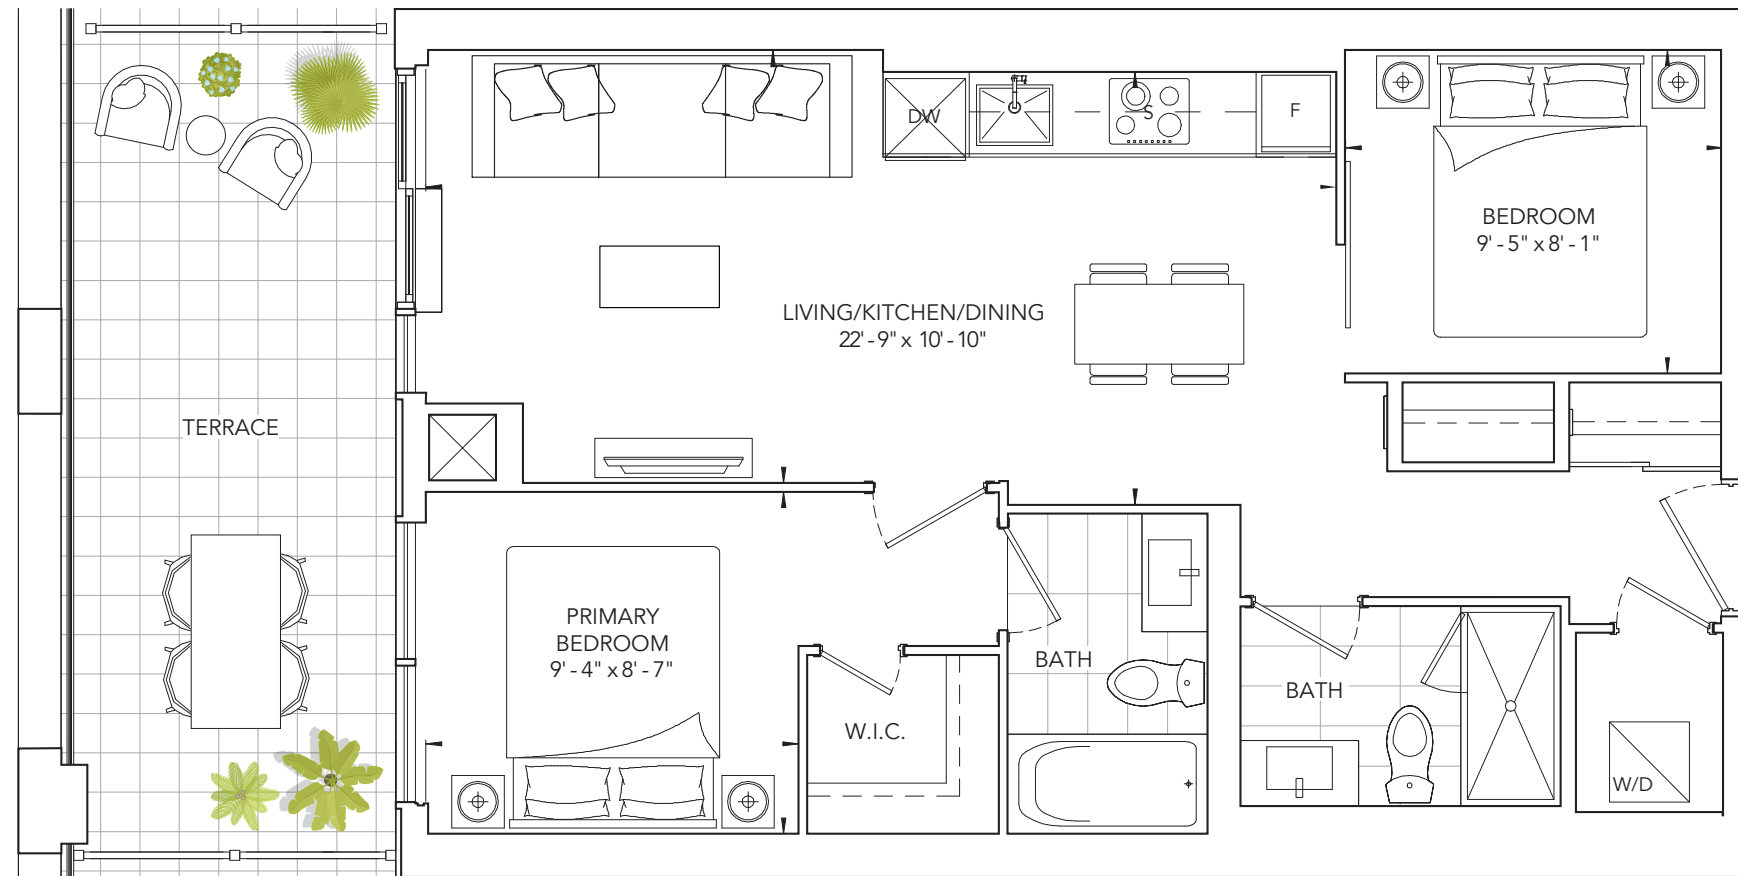 DW
S
F
BEDROOM
9'-5" x 8'-1"
LIVING/KITCHEN/DINING
22'-9" x 10'-10"
TERRACE
PRIMARY
BEDROOM
9'-4" x 8'-7"
BATH
W.I.C.
BATH
W/D